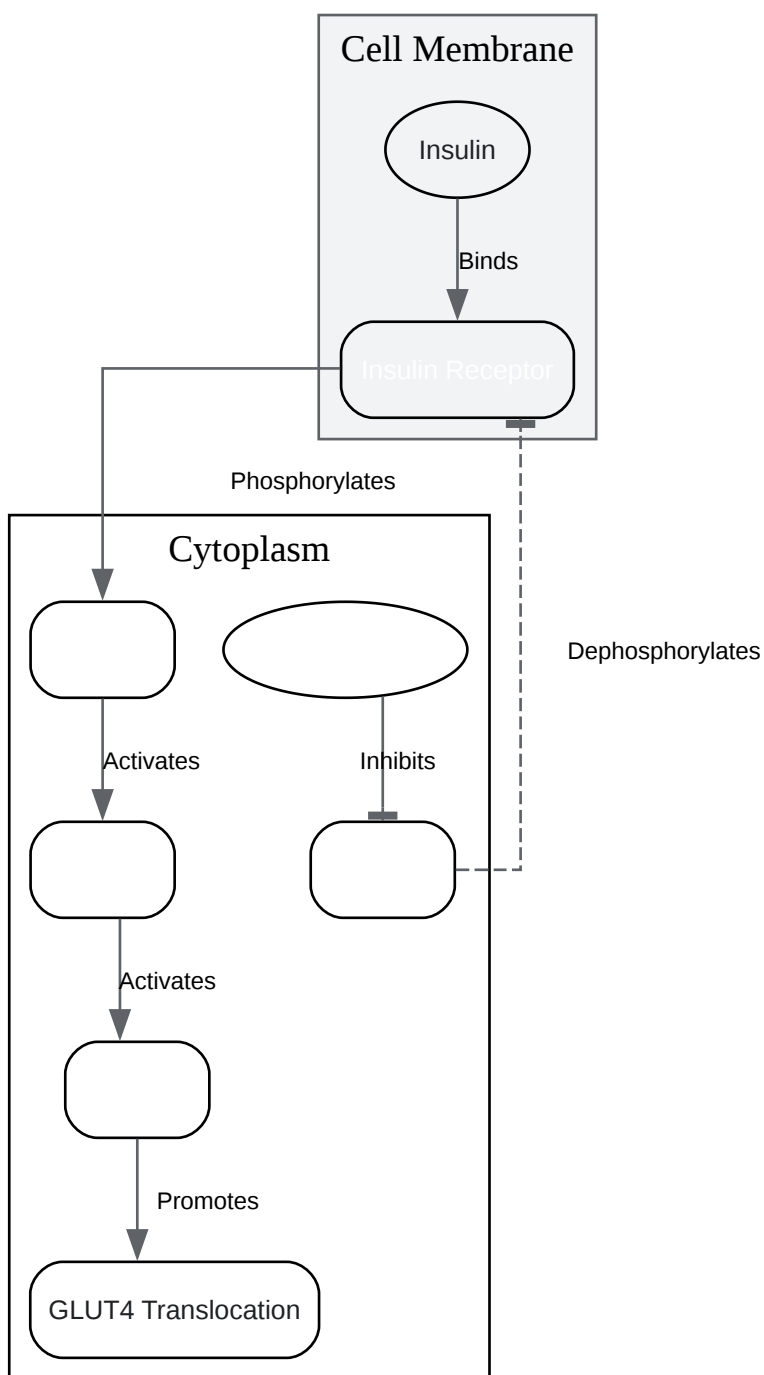 Cell Membrane
Insulin
Binds
Insulin Receptor
Phosphorylates
Cytoplasm
Dephosphorylates
Activates
Inhibits
Activates
Promotes
GLUT4 Translocation